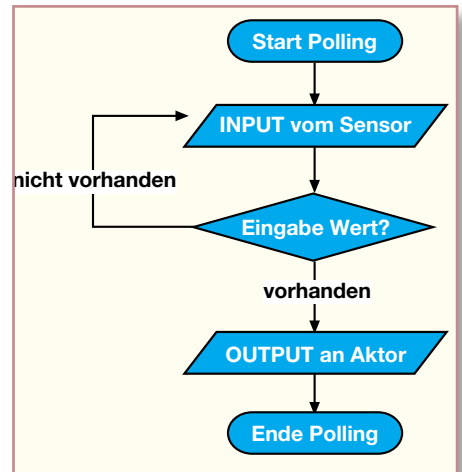 Start Polling
INPUT vom Sensor
nicht vorhanden
Eingabe Wert?
vorhanden
OUTPUT an Aktor
Ende Polling